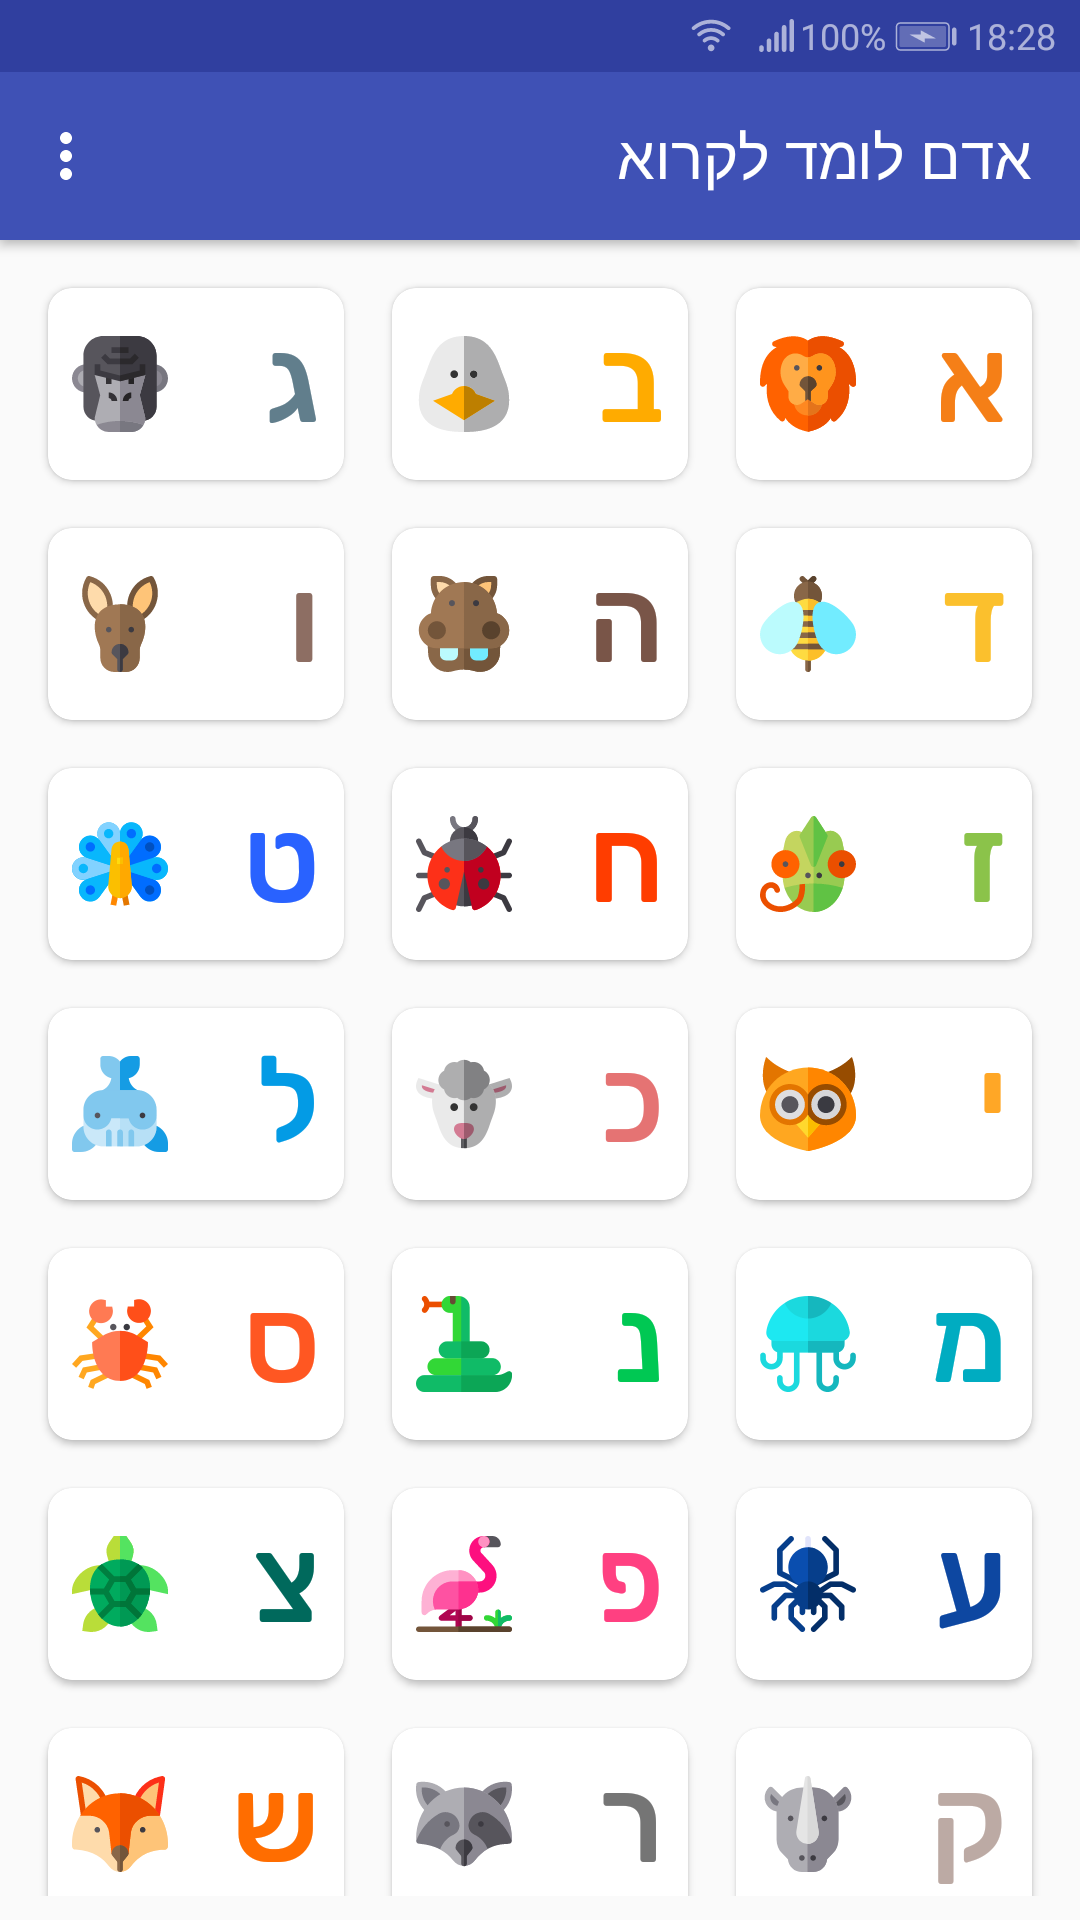 100% 18:28
אדם לומד לקרוא
א ב ג
ד ה ו
ז ח ט
י כ ל
מ נ ס
ע פ צ
ק ר ש